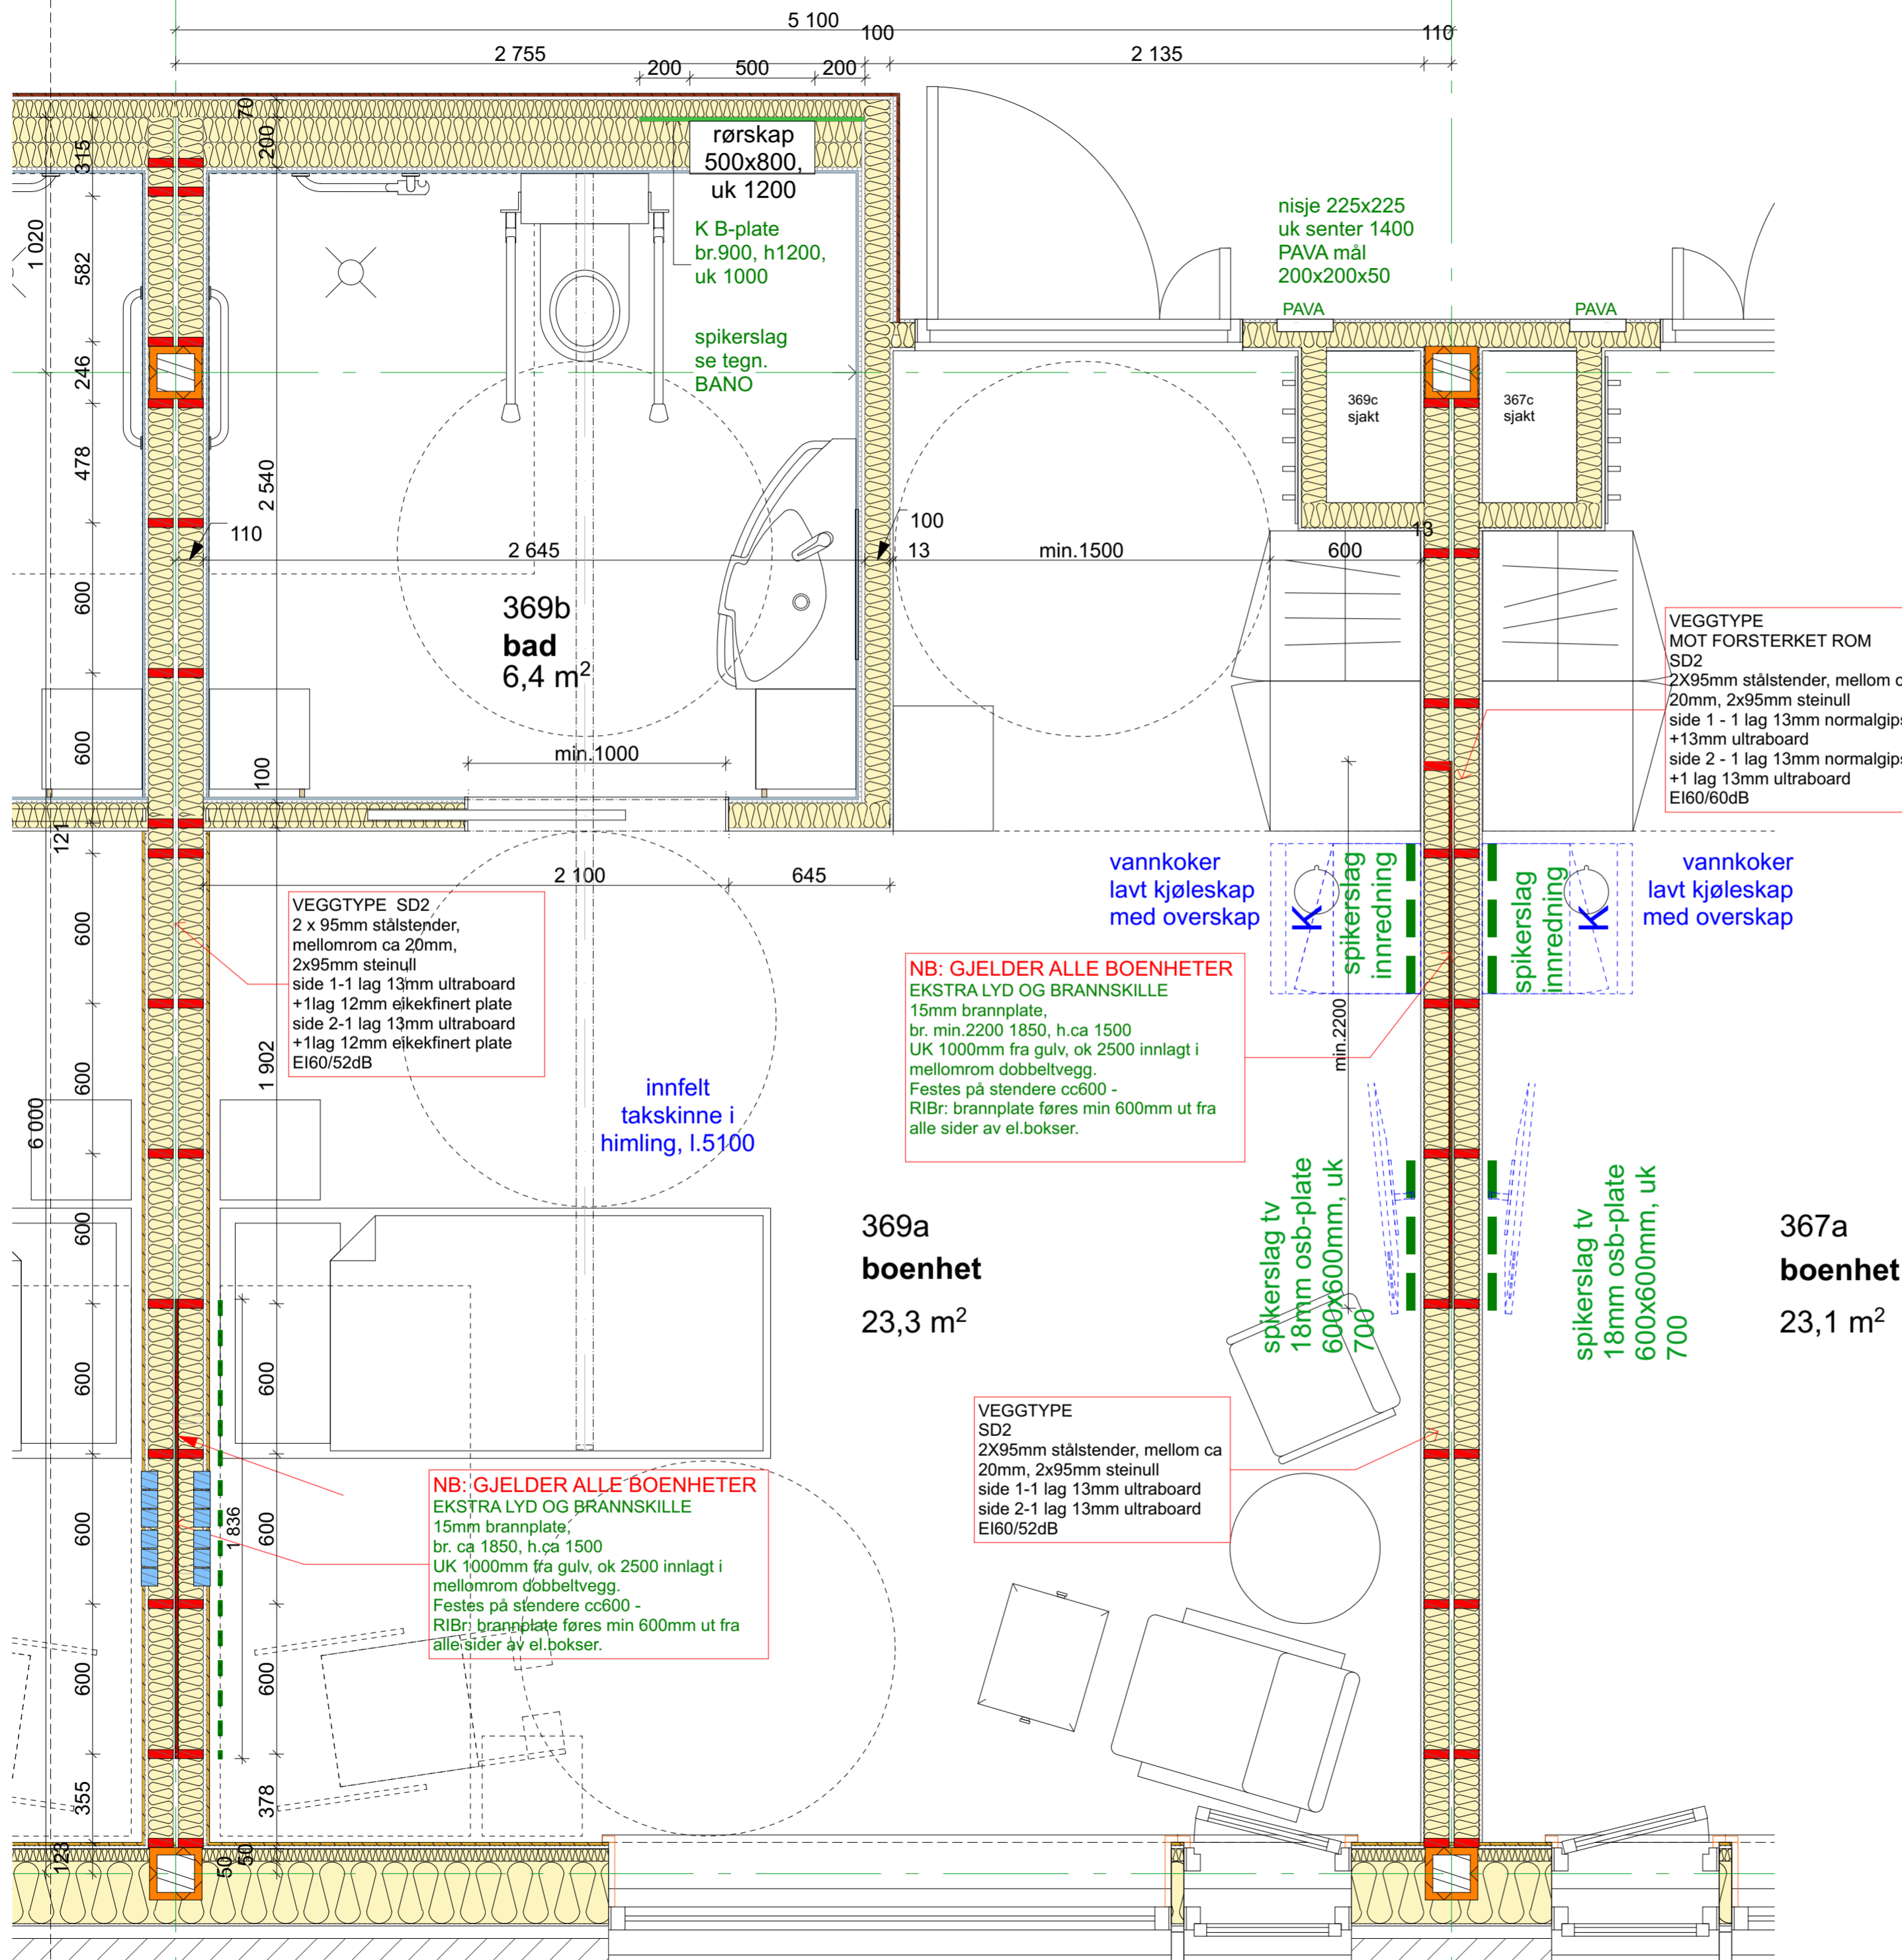 5 100
100
110
2 755
2 135
200
500
200
70
200
315
1 020
582
246
478
2 540
110
2 645
600
600
100
121
rørskap
500x800,
uk 1200
K B-plate
br.900, h1200,
uk 1000
spikerslag
se tegn.
BANO
nisje 225x225
uk senter 1400
PAVA mål
200x200x50
PAVA
PAVA
369c
sjakt
367c
sjakt
100
13
min.1500
600
13
369b
bad
6,4 m²
min.1000
VEGGTYPE
MOT FORSTERKET ROM
SD2
2X95mm stålstender, mellom c
20mm, 2x95mm steinull
side 1 - 1 lag 13mm normalgips
+13mm ultraboard
side 2 - 1 lag 13mm normalgips
+1 lag 13mm ultraboard
EI60/60dB
2 100
645
vannkoker
lavt kjøleskap
med overskap
K
spikerslag
innredning
spikerslag
innredning
K
vannkoker
lavt kjøleskap
med overskap
VEGGTYPE SD2
2 x 95mm stålstender,
mellomrom ca 20mm,
2x95mm steinull
side 1-1 lag 13mm ultraboard
+1lag 12mm eikekfinert plate
side 2-1 lag 13mm ultraboard
+1lag 12mm eikekfinert plate
EI60/52dB
NB: GJELDER ALLE BOENHETER
EKSTRA LYD OG BRANNSKILLE
15mm brannplate,
br. min.2200 1850, h.ca 1500
UK 1000mm fra gulv, ok 2500 innlagt i
mellomrom dobbeltvegg.
Festes på stendere cc600 -
RIBr: brannplate føres min 600mm ut fra
alle sider av el.bokser.
min.2200
600
600
1 902
6 000
innfelt
takskinne i
himling, l.5100
600
600
600
369a
boenhet
23,3 m²
spikerslag tv
18mm osb-plate
600x600mm, uk
700
spikerslag tv
18mm osb-plate
600x600mm, uk
700
367a
boenhet
23,1 m²
VEGGTYPE
SD2
2X95mm stålstender, mellom ca
20mm, 2x95mm steinull
side 1-1 lag 13mm ultraboard
side 2-1 lag 13mm ultraboard
EI60/52dB
NB: GJELDER ALLE BOENHETER
EKSTRA LYD OG BRANNSKILLE
15mm brannplate,
br. ca 1850, h.ca 1500
UK 1000mm fra gulv, ok 2500 innlagt i
mellomrom dobbeltvegg.
Festes på stendere cc600 -
RIBr: brannplate føres min 600mm ut fra
alle sider av el.bokser.
600
600
1 836
600
600
355
378
123
50
50